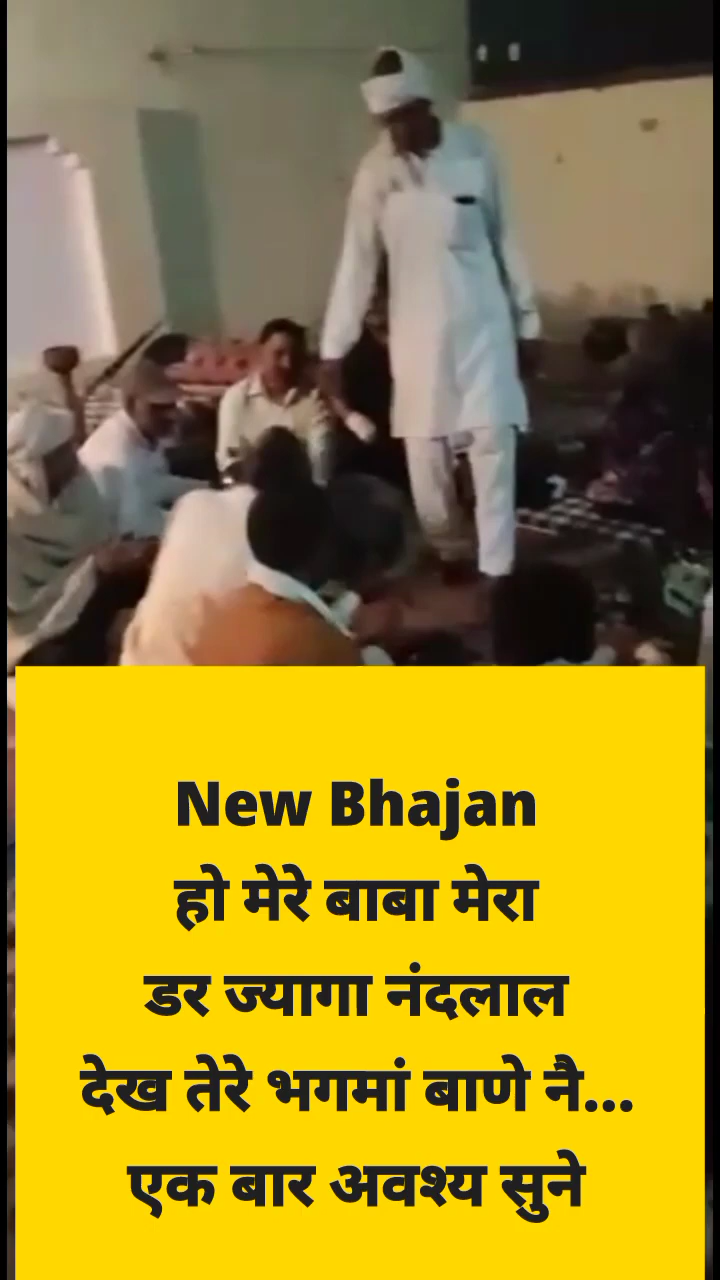 New Bhajan
हो मेरे बाबा मेरा
डर ज्यागा नंदलाल
देख तेरे भगमां बाणे नै...
एक बार अवश्य सुने